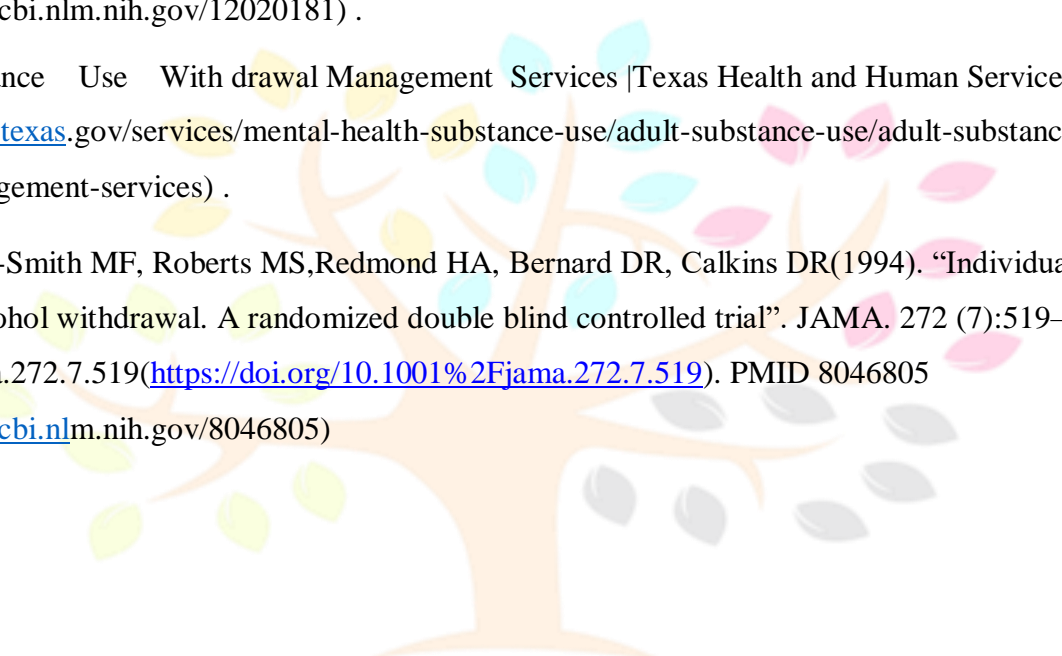 cbi.nlm.nih.gov/12020181) .
nce Use With drawal Management Services |Texas Health and Human Service
texas.gov/services/mental-health-substance-use/adult-substance-use/adult-substanc
gement-services) .
-Smith MF, Roberts MS,Redmond HA, Bernard DR, Calkins DR(1994). “Individua
ohol withdrawal. A randomized double blind controlled trial”. JAMA. 272 (7):519–
.272.7.519(https://doi.org/10.1001%2Fjama.272.7.519). PMID 8046805
cbi.nlm.nih.gov/8046805)